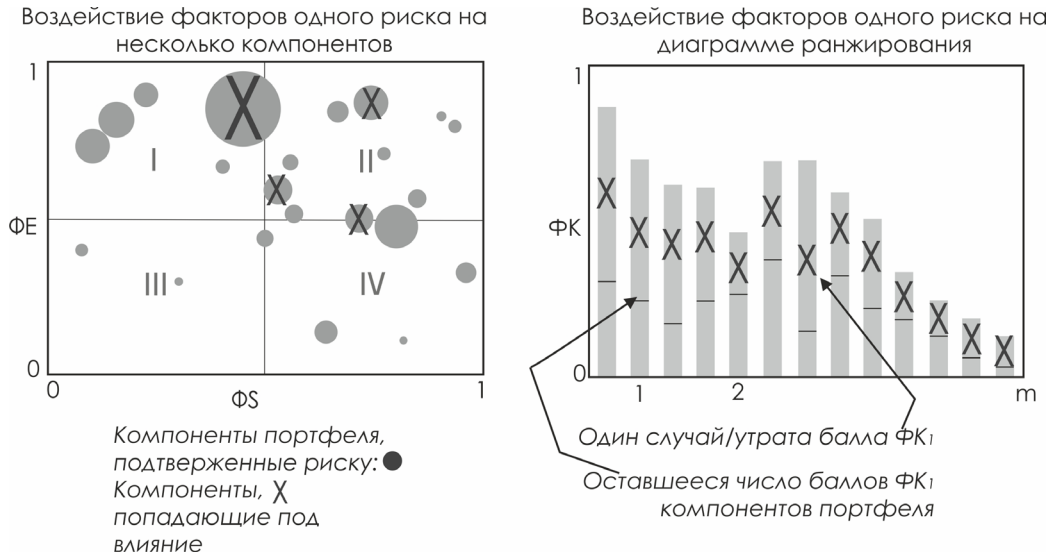 Воздействие факторов одного риска на
несколько компонентов
1
I
II
ФЕ
III
IV
0
0
ФS
1
Компоненты портфеля,
подтверженные риску:
Компоненты,
попадающие под
влияние
Воздействие факторов одного риска на
диаграмме ранжирования
1
ФК
0
1
2
m
Один случай/утрата балла ФК₁
Оставшееся число баллов ФК₁
компонентов портфеля